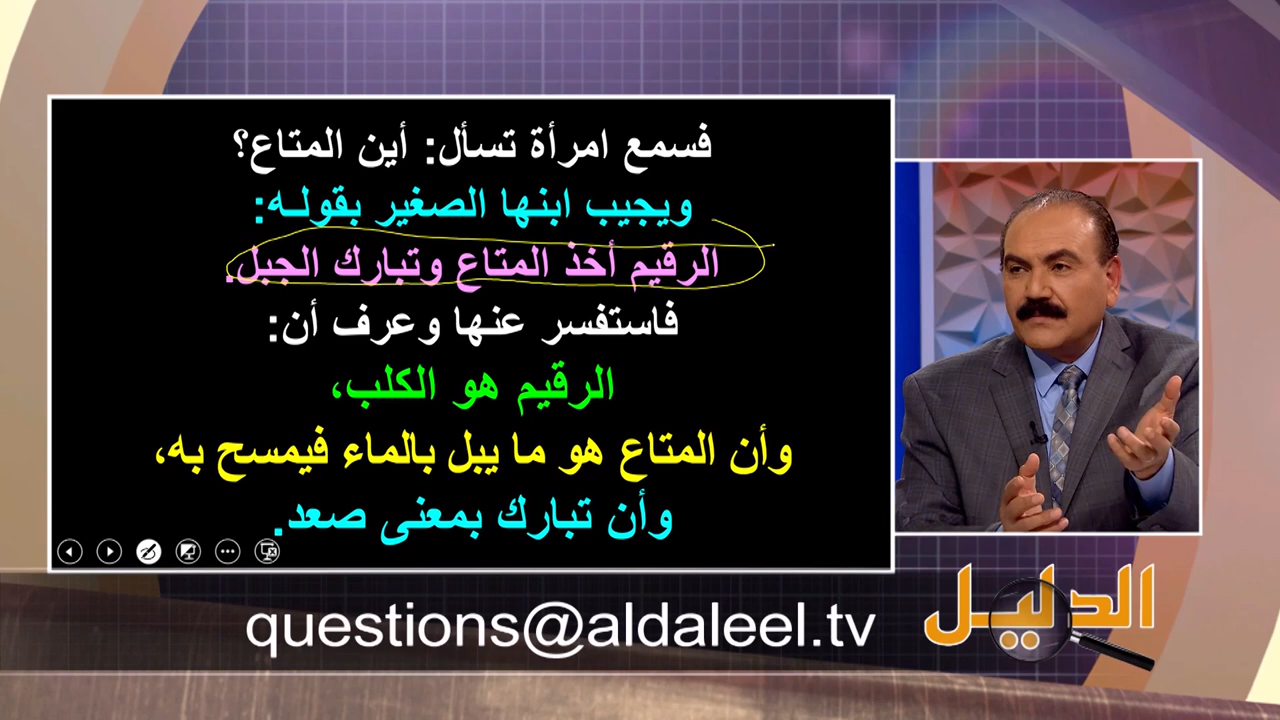 فسمع امرأة تسأل: أين المتاع؟
ويجيب ابنها الصغير بقوله:
الرقيم أخذ المتاع وتبارك الجبل.
فاستفسر عنها وعرف أن:
الرقيم هو الكلب،
وأن المتاع هو ما يبل بالماء فيمسح به،
وأن تبارك بمعنى صعد.
questions@aldaleel.tv
الدليل